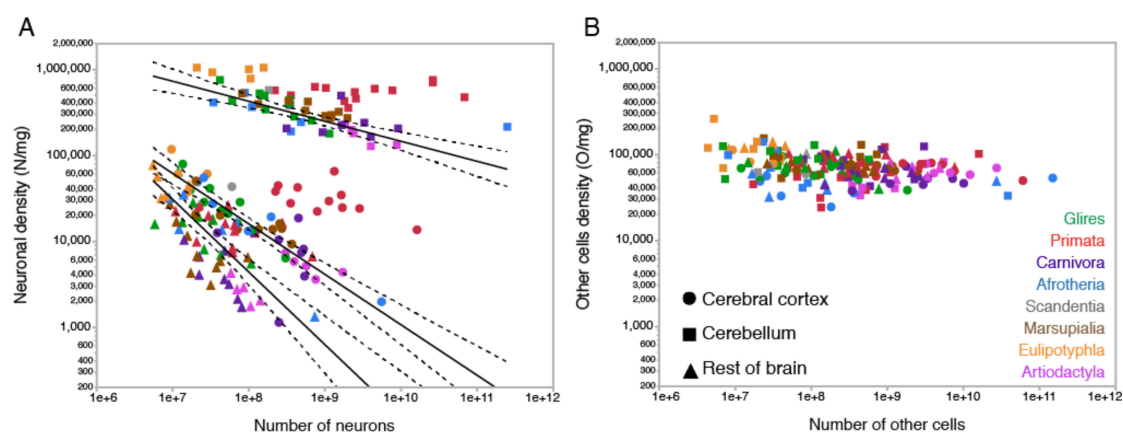 A
2,000,000
1,000,000
600,000
400,000
300,000
200,000
100,000
80,000
60,000
40,000
30,000
20,000
10,000
6,000
4,000
3,000
2,000
1,000
600
400
300
200
1e+6 1e+7 1e+8 1e+9 1e+10 1e+11 1e+12
Neuronal density (N/mg)
Number of neurons
B
2,000,000
1,000,000
600,000
400,000
300,000
200,000
100,000
80,000
60,000
40,000
30,000
20,000
10,000
6,000
4,000
3,000
2,000
1,000
600
400
300
200
1e+6 1e+7 1e+8 1e+9 1e+10 1e+11 1e+12
Other cells density (O/mg)
Number of other cells
Cerebral cortex
Cerebellum
Rest of brain
Glires
Primata
Carnivora
Afrotheria
Scandentia
Marsupialia
Eulipotyphla
Artiodactyla